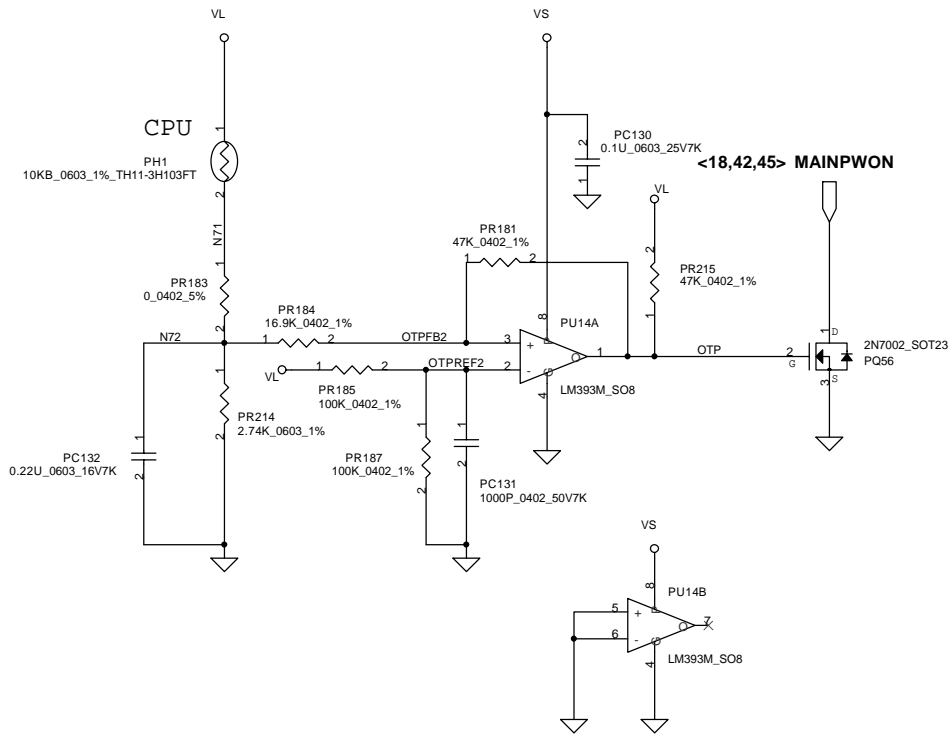 VL
VS
CPU
1
PH1
10KB_0603_1%_TH11-3H103FT
2
N71
1
PR183
0_0402_5%
2
2
PC130
0.1U_0603_25V7K
1
<18,42,45> MAINPWON
VL
PR181
47K_0402_1%
1 2
2
PR215
47K_0402_1%
1
N72
PR184
16.9K_0402_1%
1 2
OTPFB2
3
+
8
P
PU14A
O
1
OTP
2
G
1
D
2N7002_SOT23
PQ56
3
S
VL
1 2
PR185
100K_0402_1%
OTPREF2
2
-
G
4
LM393M_SO8
1
PR214
2.74K_0603_1%
2
1
PC132
0.22U_0603_16V7K
2
1
PR187
100K_0402_1%
2
1
2
PC131
1000P_0402_50V7K
VS
8
PU14B
5
+
P
O
7
6
-
G
4
LM393M_SO8